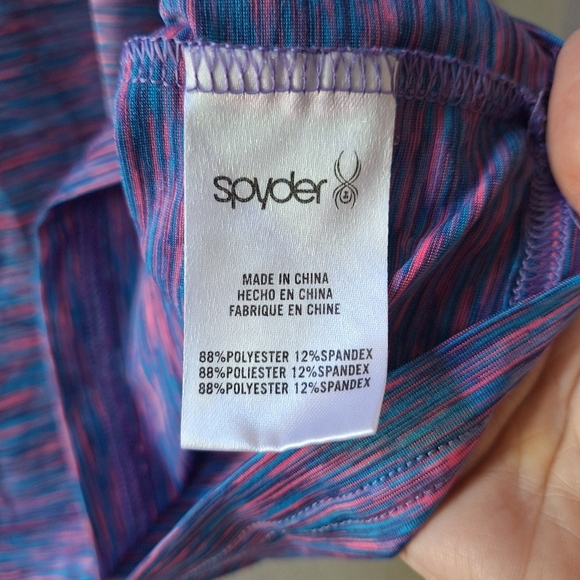 spyder
MADE IN CHINA
HECHO EN CHINA
FABRIQUE EN CHINE
88%POLYESTER 12%SPANDEX
88%POLIESTER 12%SPANDEX
88%POLYESTER 12%SPANDEX